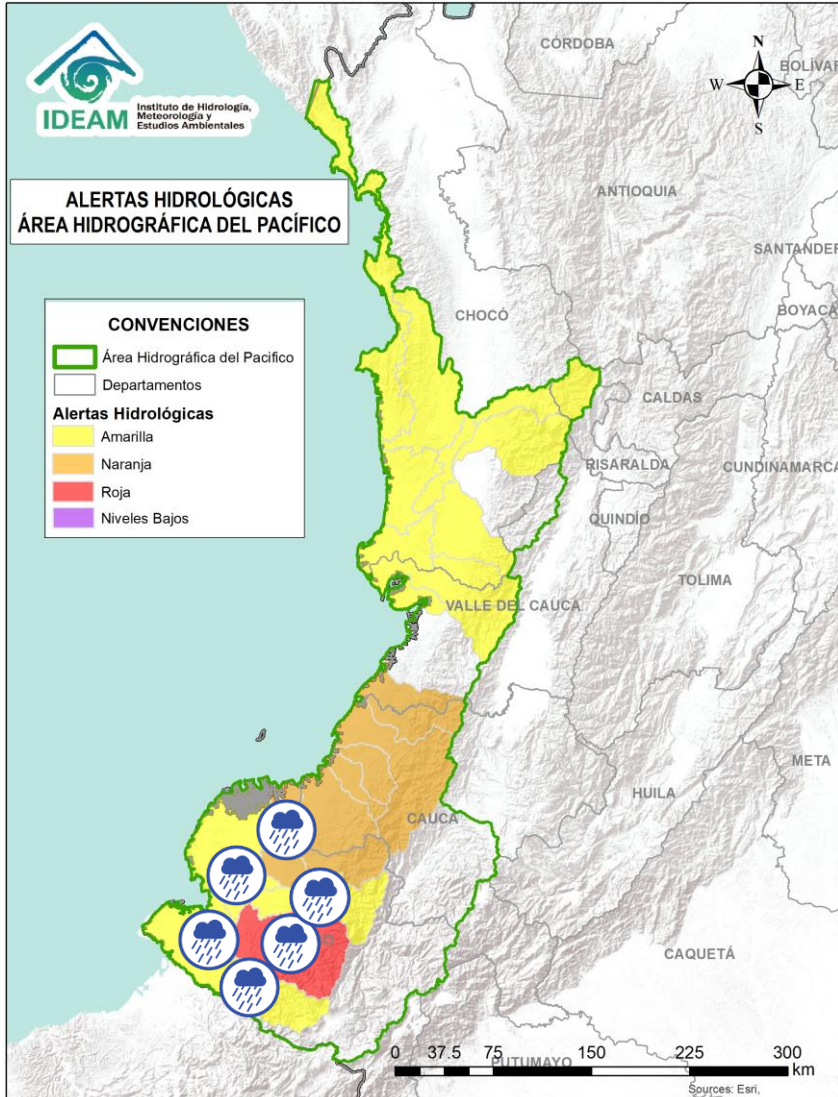 IDEAM
Instituto de Hidrología,
Meteorología y
Estudios Ambientales
ALERTAS HIDROLÓGICAS
ÁREA HIDROGRÁFICA DEL PACÍFICO
CONVENCIONES
Área Hidrográfica del Pacifico
Departamentos
Alertas Hidrológicas
Amarilla
Naranja
Roja
Niveles Bajos
N
W
E
S
CÓRDOBA
BOLÍVAR
ANTIOQUIA
SANTANDER
BOYACÁ
CHOCÓ
CALDAS
RISARALDA
CUNDINAMARCA
QUINDÍO
TOLIMA
VALLE DEL CAUCA
META
HUILA
CAUCA
CAQUETÁ
PUTUMAYO
0 37.5 75 150 225 300
km
Sources: Esri,